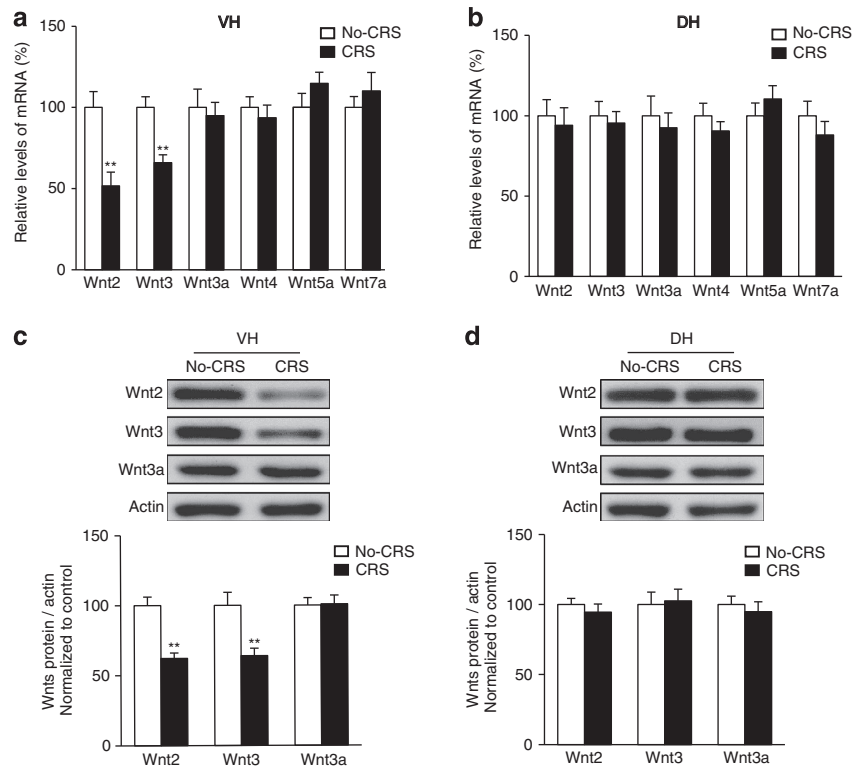 a
VH
No-CRS
CRS
Relative levels of mRNA (%)
150
100
50
0
** **
Wnt2 Wnt3 Wnt3a Wnt4 Wnt5a Wnt7a
b
DH
No-CRS
CRS
Relative levels of mRNA (%)
150
100
50
0
Wnt2 Wnt3 Wnt3a Wnt4 Wnt5a Wnt7a
c
VH
No-CRS CRS
Wnt2
Wnt3
Wnt3a
Actin
No-CRS
CRS
Wnts protein / actin
Normalized to control
150
100
50
0
** **
Wnt2 Wnt3 Wnt3a
d
DH
No-CRS CRS
Wnt2
Wnt3
Wnt3a
Actin
No-CRS
CRS
Wnts protein / actin
Normalized to control
150
100
50
0
Wnt2 Wnt3 Wnt3a